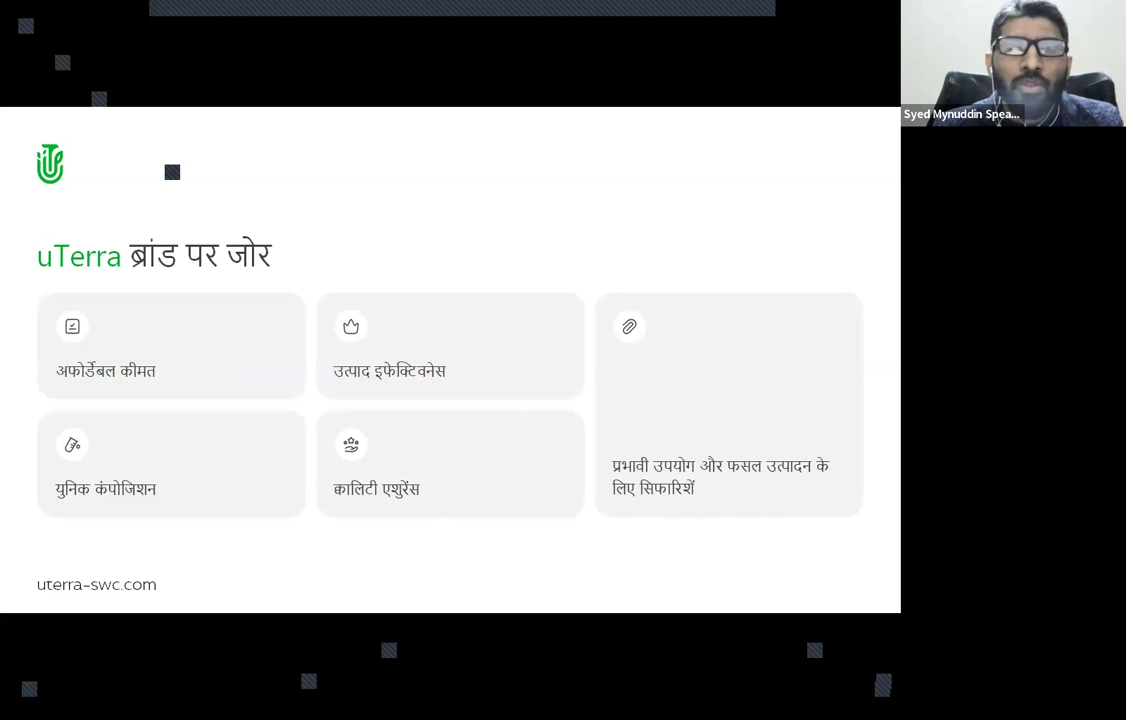 Syed Mynuddin Spea...
uTerra ब्रांड पर जोर
अफोर्डेबल कीमत
उत्पाद इफेक्टिवनेस
युनिक कंपोजिशन
क्वालिटी एशुरेंस
प्रभावी उपयोग और फसल उत्पादन के
लिए सिफारिशें
uterra-swc.com